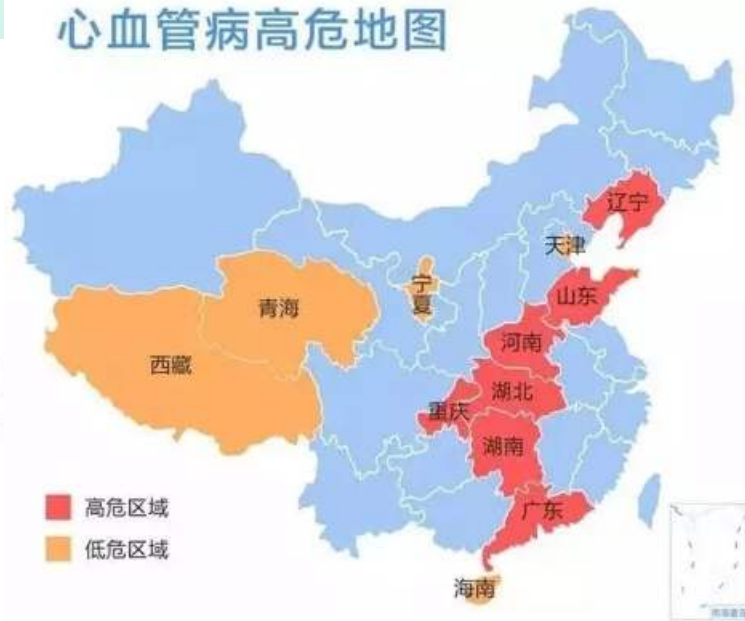 心血管病高危地图
辽宁
天津
山东
宁夏
青海
河南
西藏
湖北
重庆
湖南
广东
海南
高危区域
低危区域